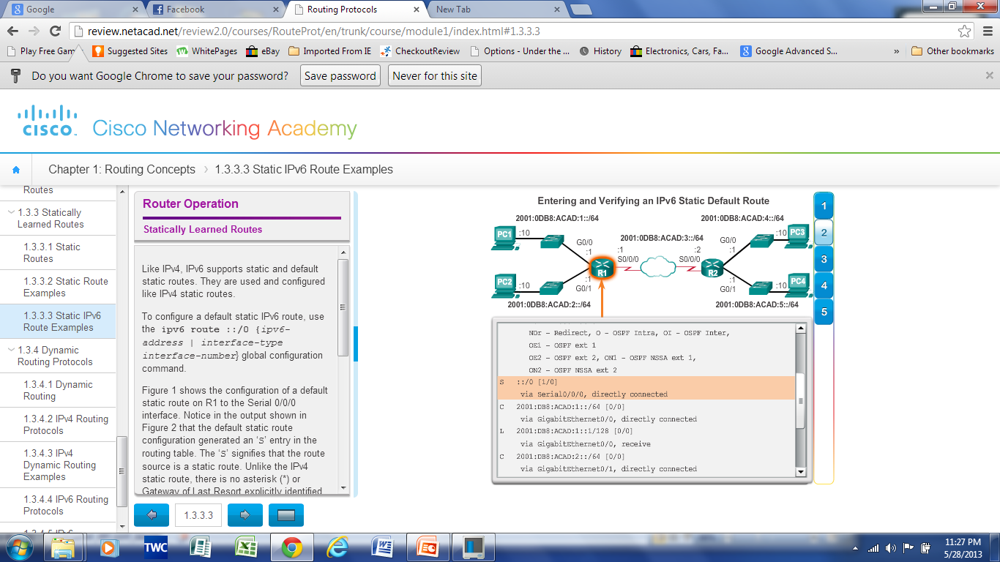 Google
Facebook
Routing Protocols
New Tab
review.netacad.net/review2.0/courses/RouteProt/en/trunk/course/module1/index.html#1.3.3.3
Play Free Gam
Suggested Sites
WhitePages
eBay
Imported From IE
CheckoutReview
Options - Under the ...
History
Electronics, Cars, Fa...
Google Advanced S...
»
Other bookmarks
Do you want Google Chrome to save your password?
Save password
Never for this site
CISCO
Cisco Networking Academy
Chapter 1: Routing Concepts › 1.3.3.3 Static IPv6 Route Examples
Routes
1.3.3 Statically
Learned Routes
1.3.3.1 Static
Routes
1.3.3.2 Static Route
Examples
1.3.3.3 Static IPv6
Route Examples
1.3.4 Dynamic
Routing Protocols
1.3.4.1 Dynamic
Routing
1.3.4.2 IPv4 Routing
Protocols
1.3.4.3 IPv4
Dynamic Routing
Examples
1.3.4.4 IPv6 Routing
Protocols
1.3.4.5 IPv6
Router Operation
Statically Learned Routes
Like IPv4, IPv6 supports static and default
static routes. They are used and configured
like IPv4 static routes.
To configure a default static IPv6 route, use
the ipv6 route ::/0 {ipv6-
address | interface-type
interface-number} global configuration
command.
Figure 1 shows the configuration of a default
static route on R1 to the Serial 0/0/0
interface. Notice in the output shown in
Figure 2 that the default static route
configuration generated an 'S' entry in the
routing table. The 'S' signifies that the route
source is a static route. Unlike the IPv4
static route, there is no asterisk (*) or
Gateway of Last Resort explicitly identified
1.3.3.3
Entering and Verifying an IPv6 Static Default Route
2001:0DB8:ACAD:1::/64
2001:0DB8:ACAD:4::/64
PC1
:10
G0/0
:1
2001:0DB8:ACAD:3::/64
:1
S0/0/0
:2
S0/0/0
G0/0
:1
:10
PC3
R1
R2
PC2
:10
:1
G0/1
:1
G0/1
:10
PC4
2001:0DB8:ACAD:2::/64
2001:0DB8:ACAD:5::/64
NDr - Redirect, O - OSPF Intra, OI - OSPF Inter,
OE1 - OSPF ext 1
OE2 - OSPF ext 2, ON1 - OSPF NSSA ext 1,
ON2 - OSPF NSSA ext 2
S ::/0 [1/0]
via Serial0/0/0, directly connected
C 2001:DB8:ACAD:1::/64 [0/0]
via GigabitEthernet0/0, directly connected
L 2001:DB8:ACAD:1::1/128 [0/0]
via GigabitEthernet0/0, receive
C 2001:DB8:ACAD:2::/64 [0/0]
via GigabitEthernet0/1, directly connected
1
2
3
4
5
TWC
11:27 PM
5/28/2013